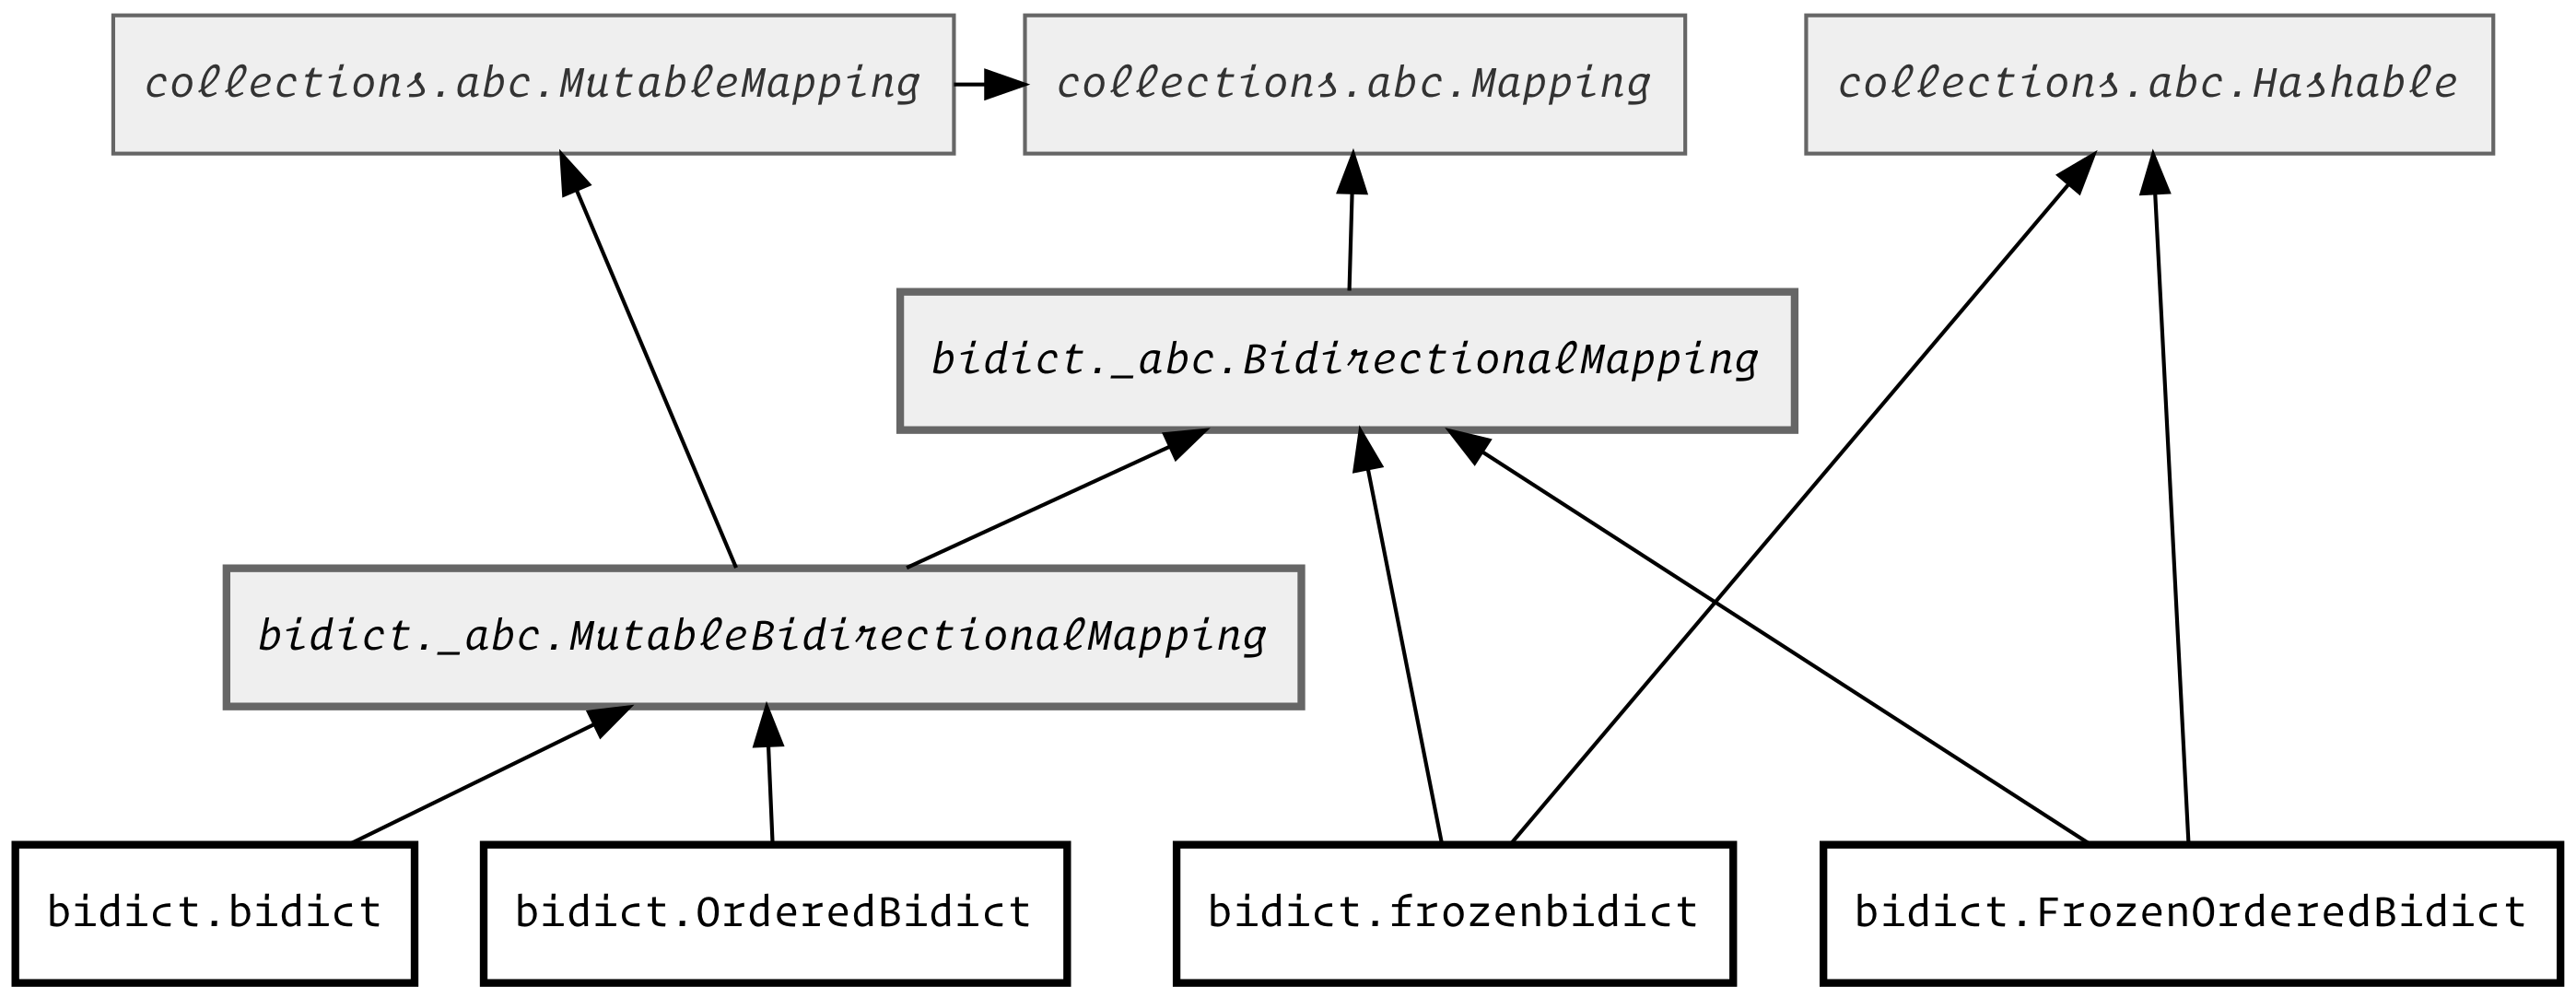 collections.abc.MutableMapping
collections.abc.Mapping
collections.abc.Hashable
bidict._abc.BidirectionalMapping
bidict._abc.MutableBidirectionalMapping
bidict.bidict
bidict.OrderedBidict
bidict.frozenbidict
bidict.FrozenOrderedBidict